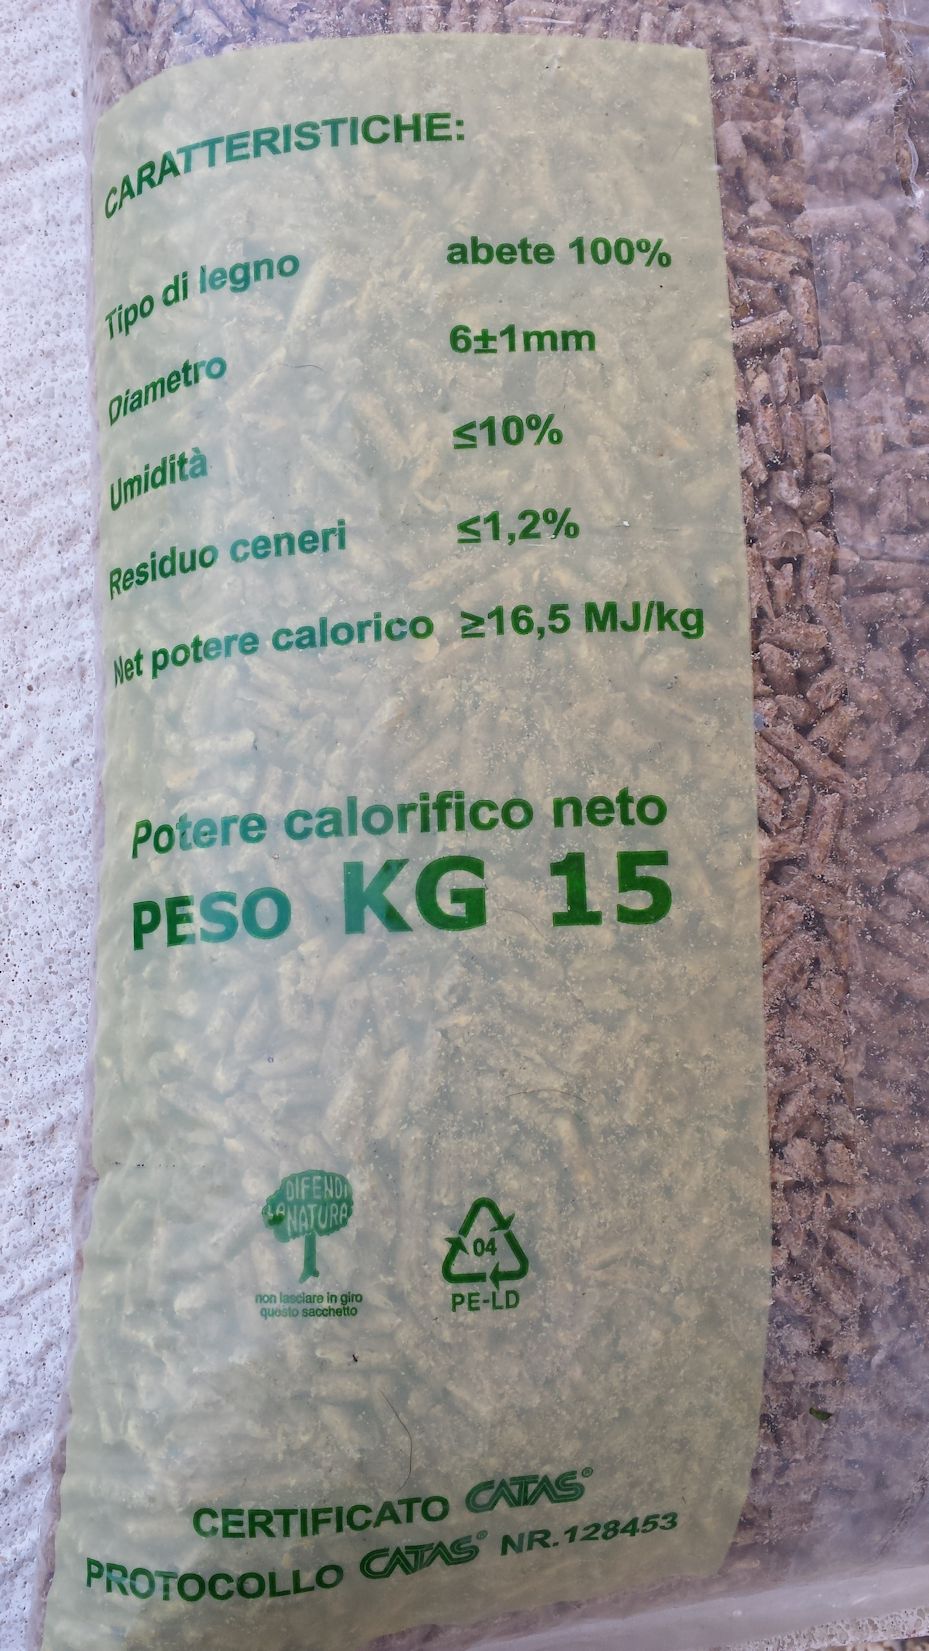 CARATTERISTICHE:
Tipo di legno abete 100%
Diametro 6±1mm
Umidità ≤10%
Residuo ceneri ≤1,2%
Net potere calorico ≥16,5 MJ/kg
Potere calorifico neto
PESO KG 15
DIFENDI
LA NATURA
non lasciare in giro
questo sacchetto
04
PE-LD
CERTIFICATO CATAS®
PROTOCOLLO CATAS® NR.128453